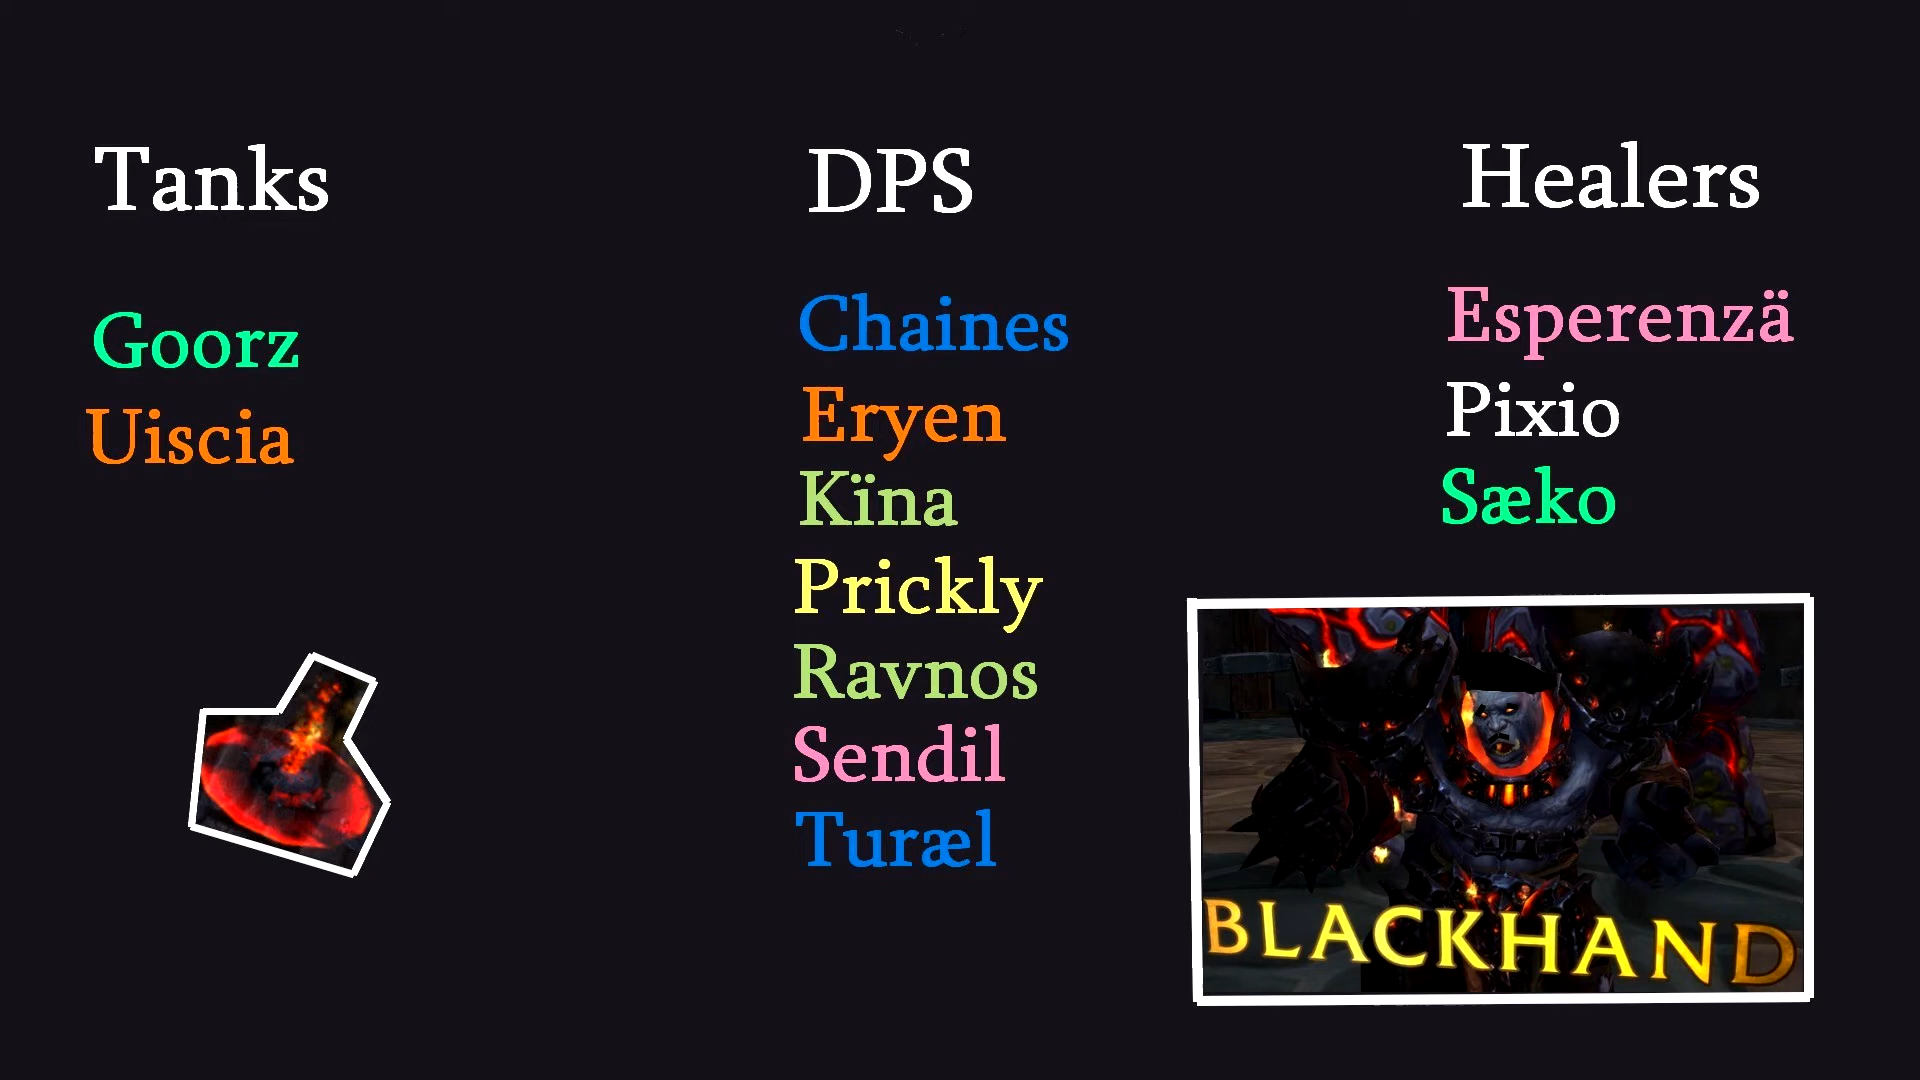 Tanks
Goorz
Uiscia
DPS
Chaines
Eryen
Kïna
Prickly
Ravnos
Sendil
Turæl
Healers
Esperenzä
Pixio
Sæko
BLACKHAND